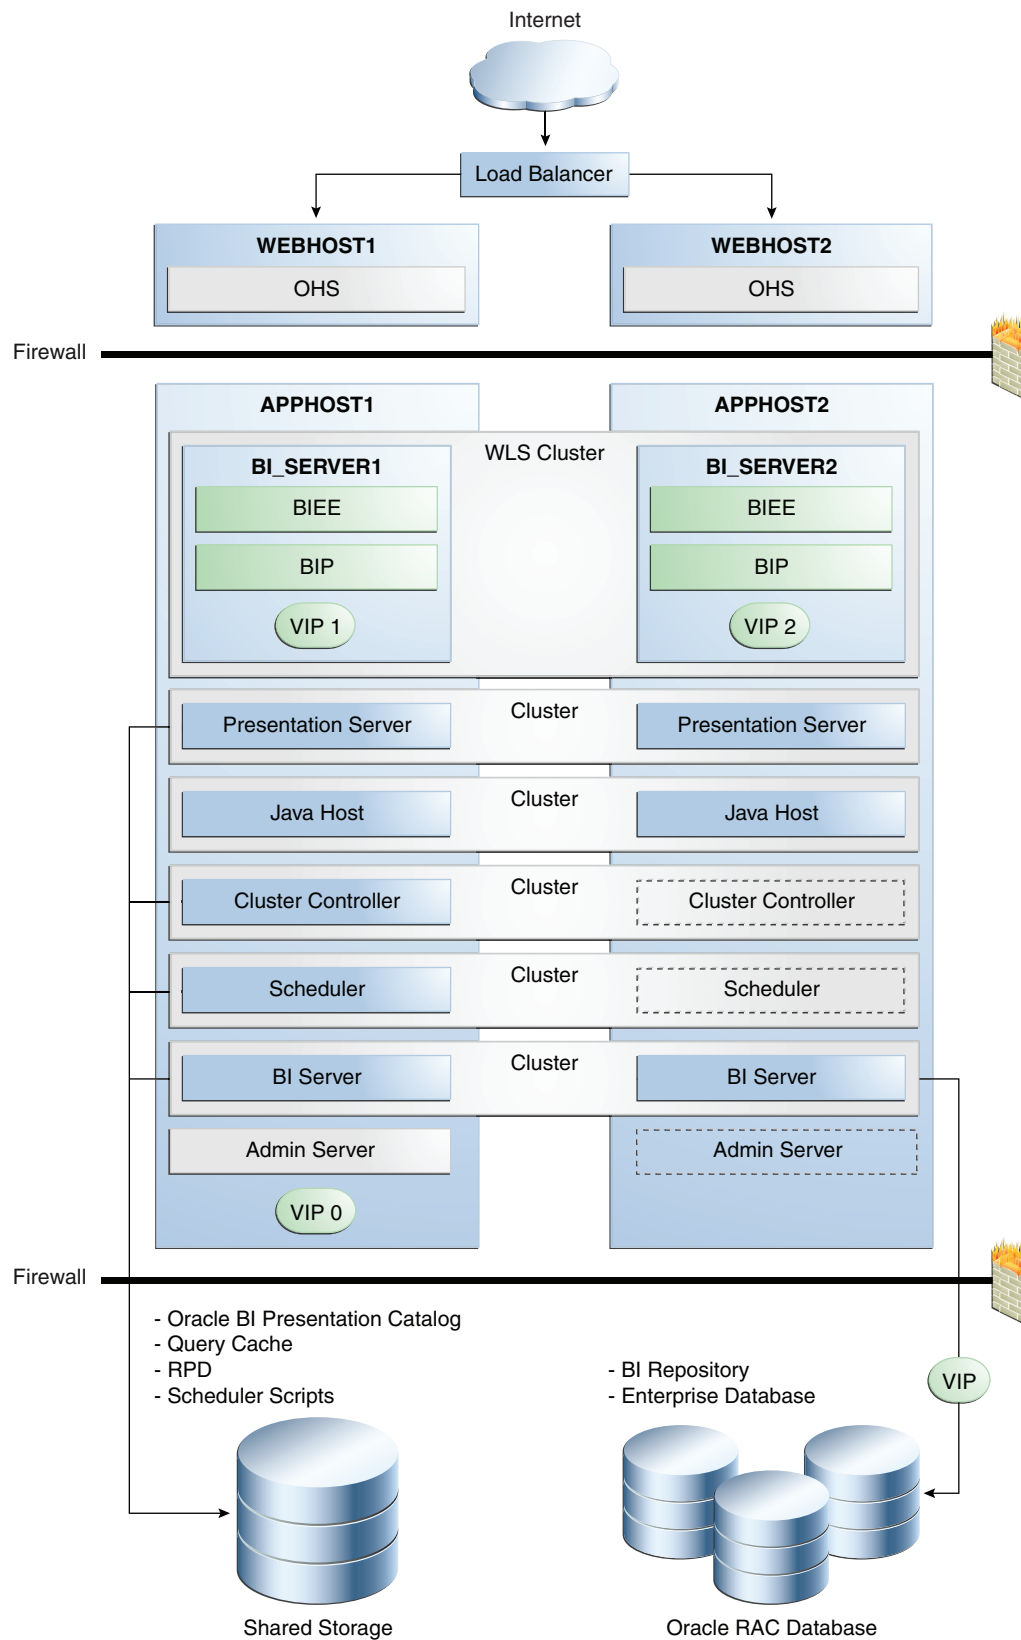 Internet
Load Balancer
WEBHOST1
OHS
WEBHOST2
OHS
Firewall
APPHOST1
APPHOST2
WLS Cluster
BI_SERVER1
BIEE
BIP
VIP 1
BI_SERVER2
BIEE
BIP
VIP 2
Cluster
Presentation Server
Presentation Server
Cluster
Java Host
Java Host
Cluster
Cluster Controller
Cluster Controller
Cluster
Scheduler
Scheduler
Cluster
BI Server
BI Server
Admin Server
Admin Server
VIP 0
Firewall
- Oracle BI Presentation Catalog
- Query Cache
- RPD
- Scheduler Scripts
- BI Repository
- Enterprise Database
VIP
Shared Storage
Oracle RAC Database